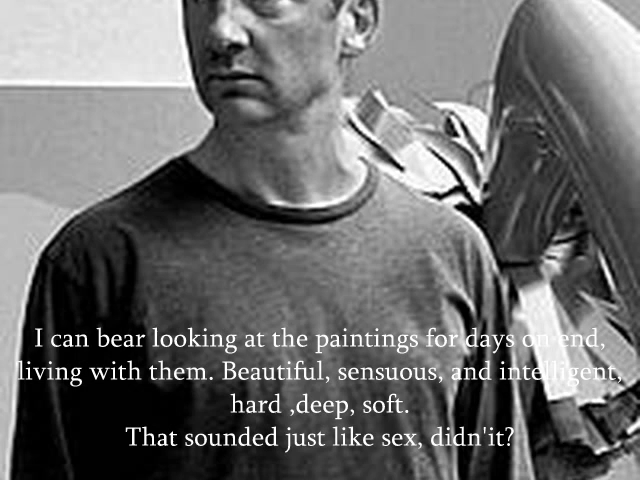 I can bear looking at the paintings for days on end,
living with them. Beautiful, sensuous, and intelligent,
hard ,deep, soft.
That sounded just like sex, didn'it?